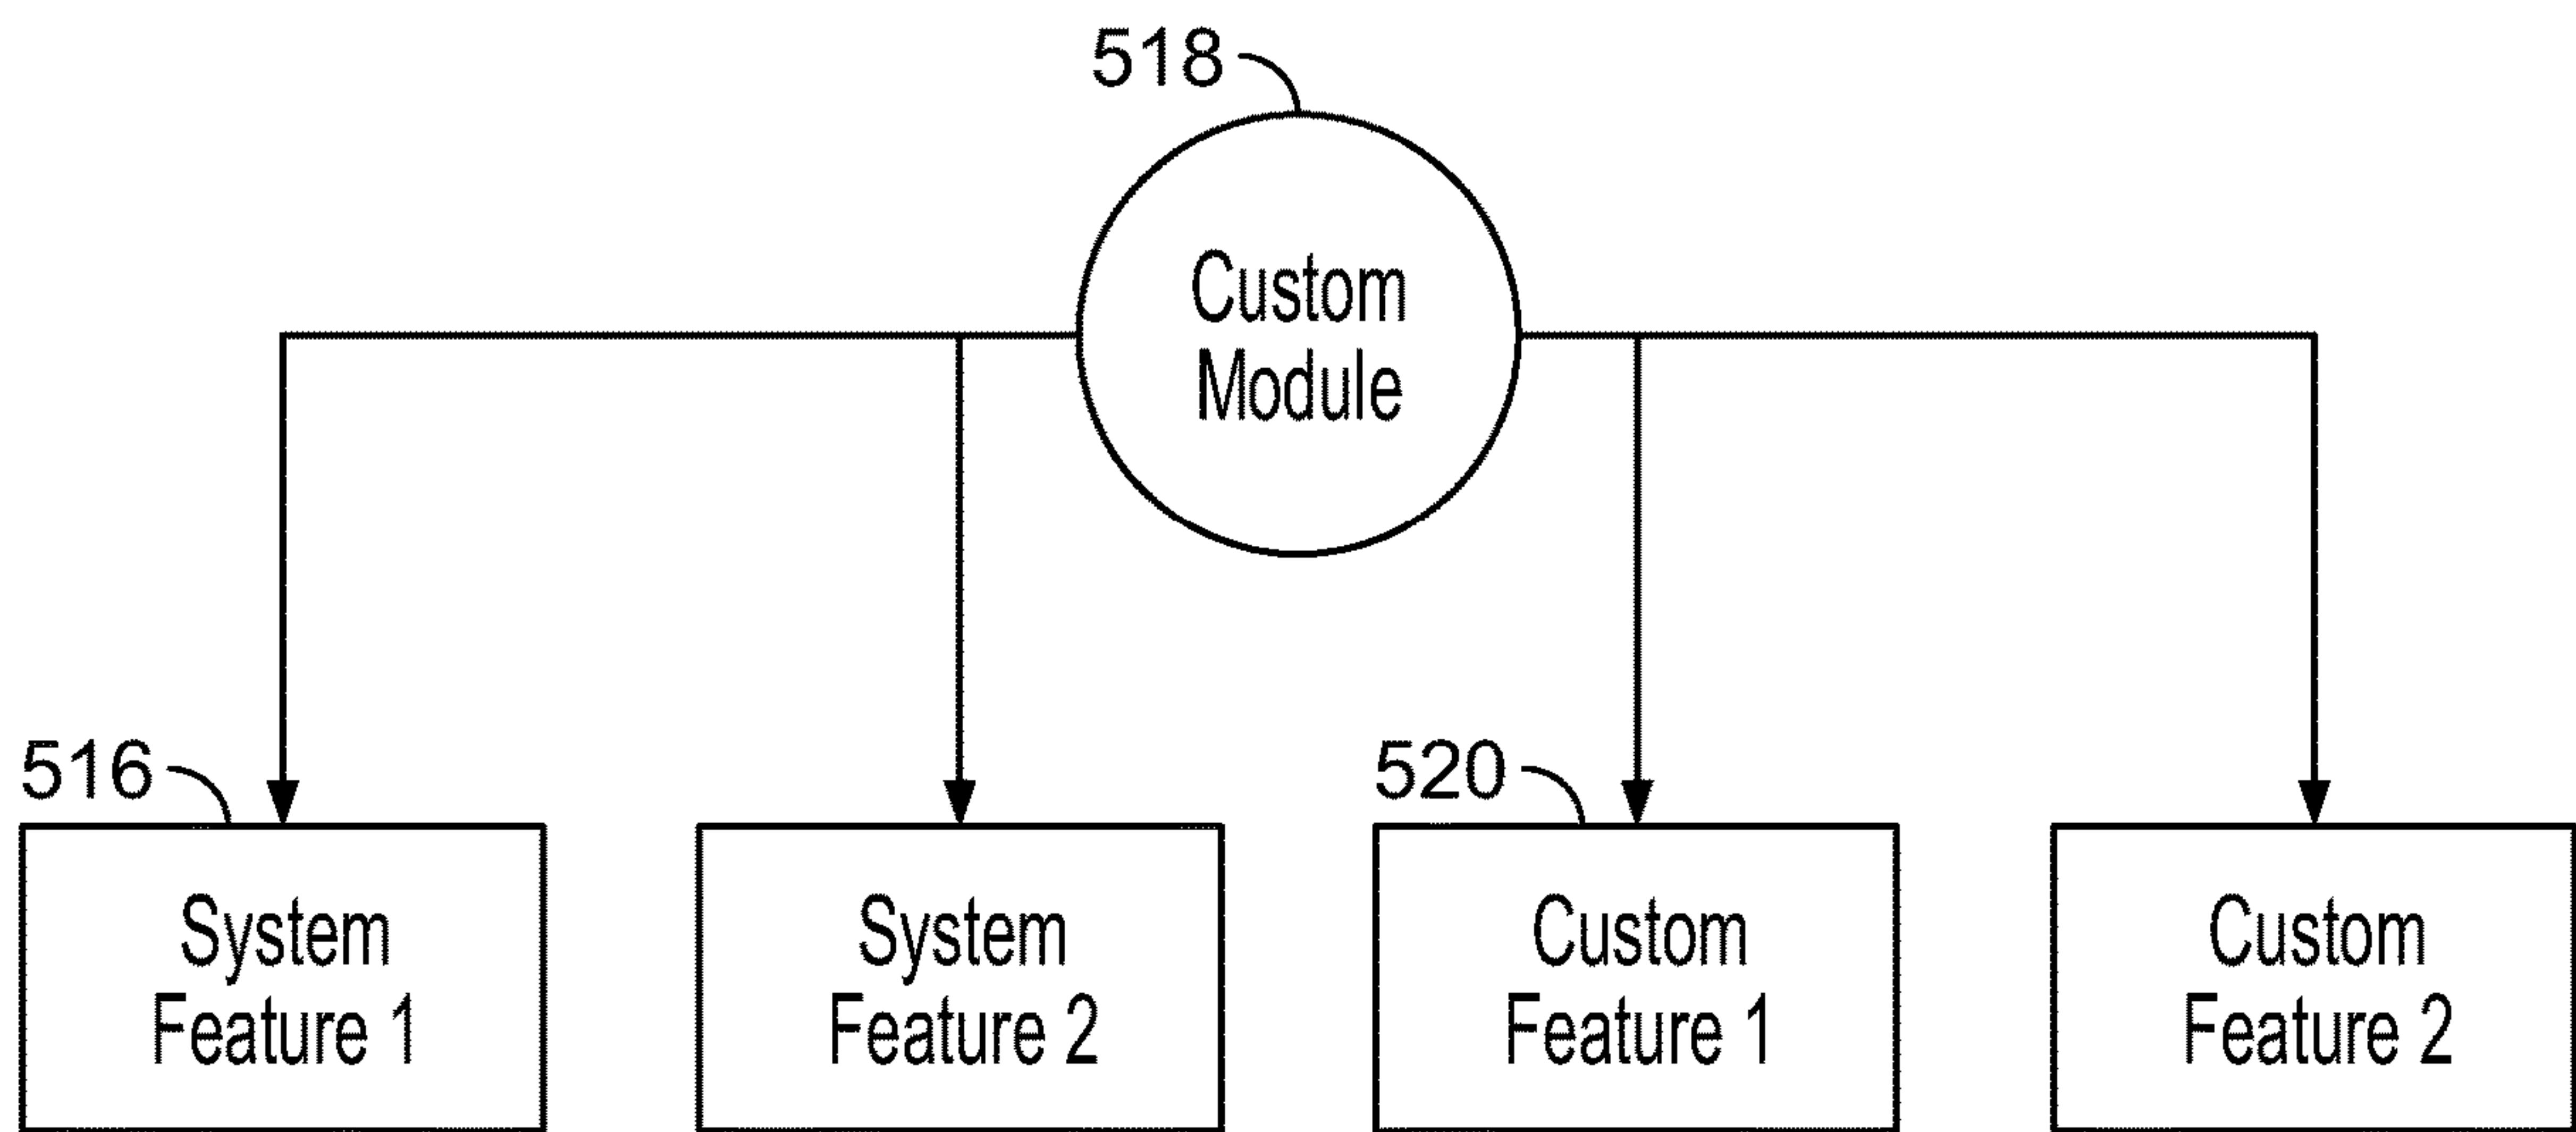 518
Custom
Module
516
520
System
Feature 1
System
Feature 2
Custom
Feature 1
Custom
Feature 2